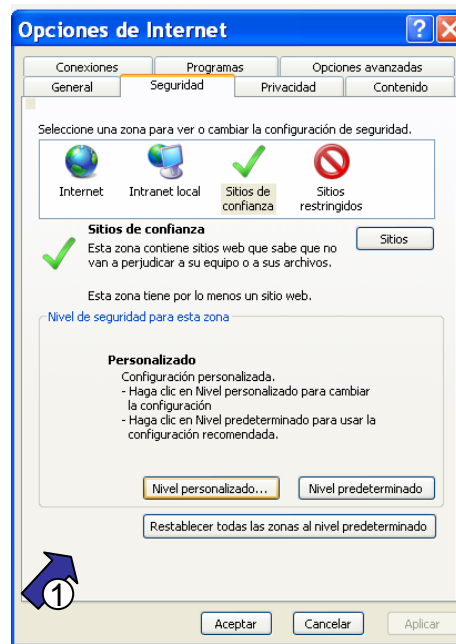 Opciones de Internet
Conexiones Programas Opciones avanzadas
General Seguridad Privacidad Contenido
Seleccione una zona para ver o cambiar la configuración de seguridad.
Internet Intranet local Sitios de confianza Sitios restringidos
Sitios de confianza
Sitios
Esta zona contiene sitios web que sabe que no
van a perjudicar a su equipo o a sus archivos.
Esta zona tiene por lo menos un sitio web.
Nivel de seguridad para esta zona
Personalizado
Configuración personalizada.
- Haga clic en Nivel personalizado para cambiar
la configuración
- Haga clic en Nivel predeterminado para usar la
configuración recomendada.
Nivel personalizado... Nivel predeterminado
Restablecer todas las zonas al nivel predeterminado
1
Aceptar Cancelar Aplicar